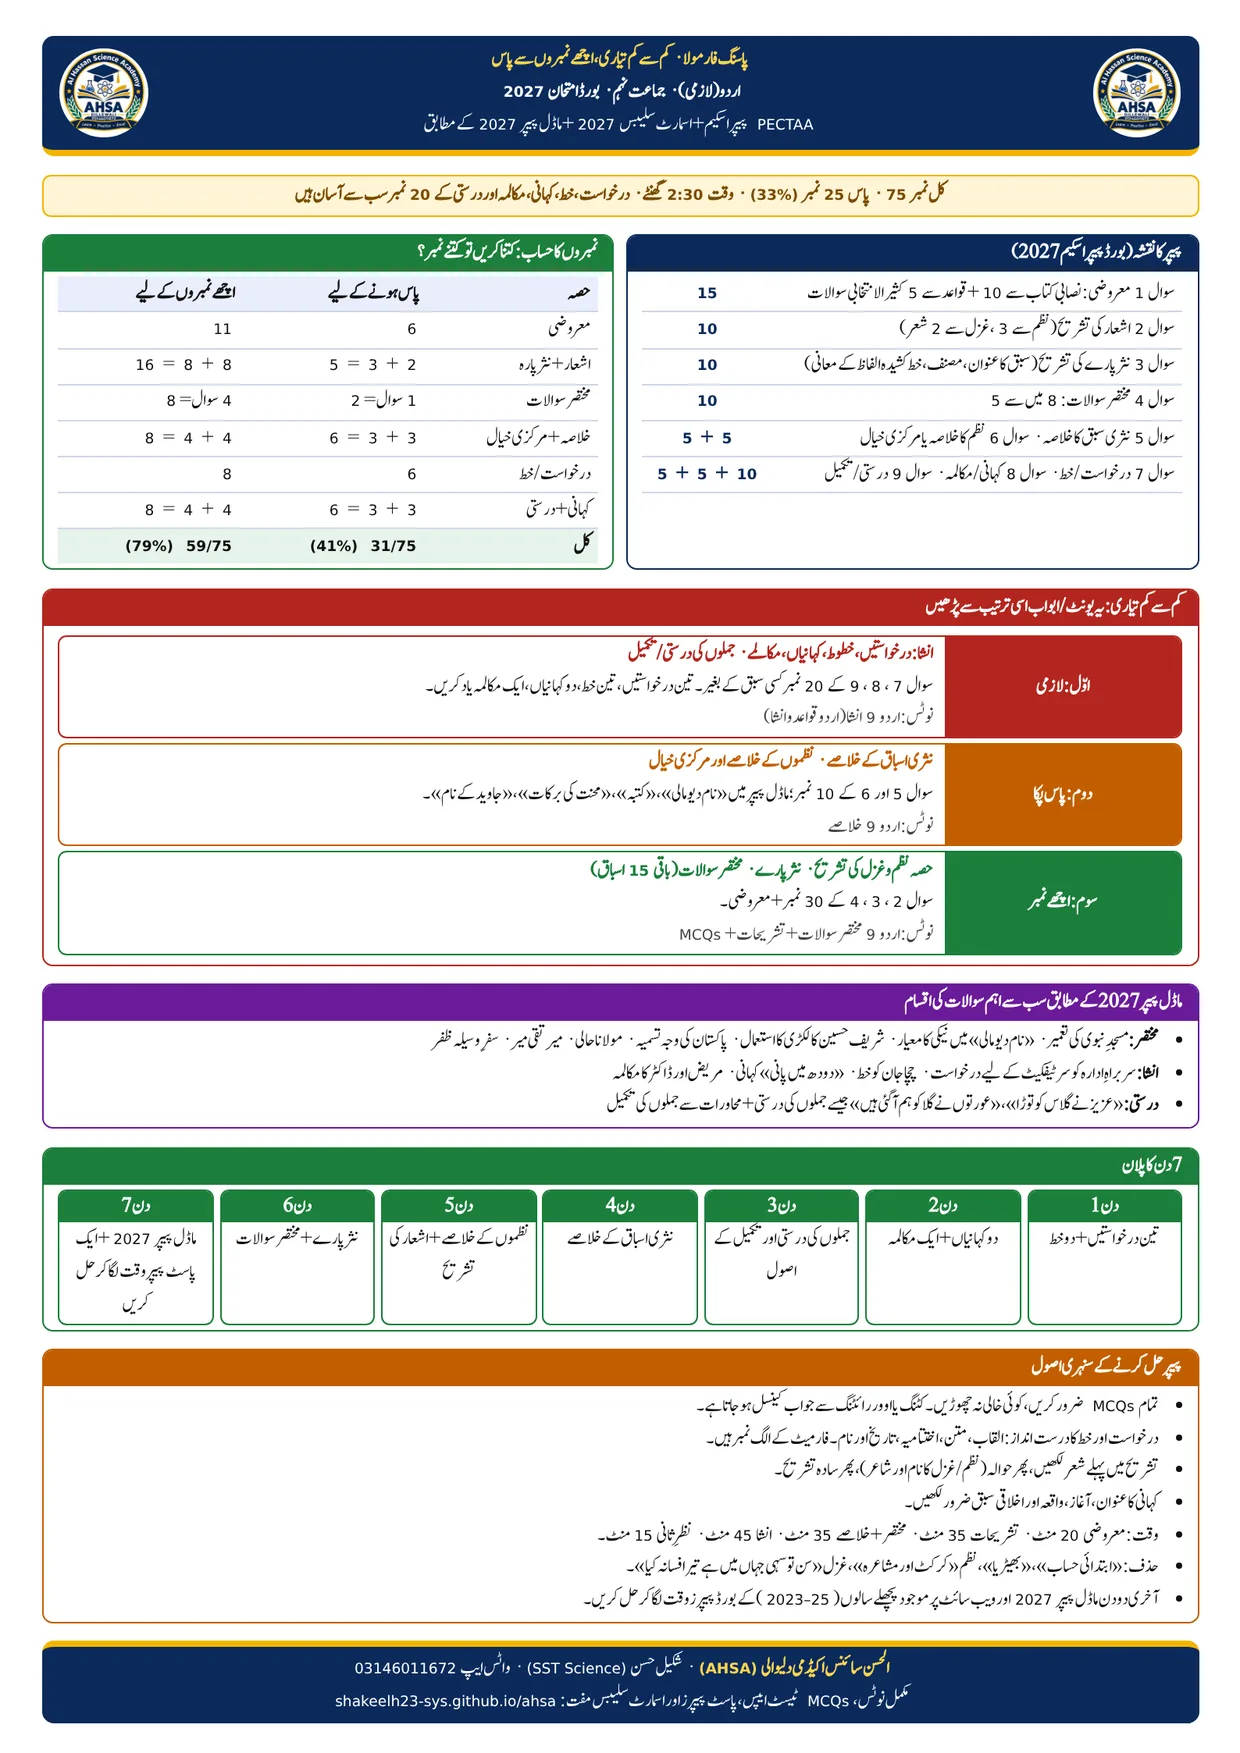 پاسنگ فارمولا · کم سے کم تیاری، اچھے نمبروں سے پاس
اردو (لازمی) · جماعت نہم · بورڈ امتحان 2027
PECTAA پیپر اسکیم + اسمارٹ سلیبس 2027 + ماڈل پیپر 2027 کے مطابق
Al Hassan Science Academy
AHSA
کل نمبر 75 · پاس 25 نمبر (33%) · وقت 2:30 گھنٹے · درخواست، خط، کہانی، مکالمہ اور درستی کے 20 نمبر سب سے آسان ہیں
پیپر کا نقشہ (بورڈ پیپر اسکیم 2027)
سوال 1 معروضی: نصابی کتاب سے 10 + قواعد سے 5 کثیر الانتخابی سوالات 15
سوال 2 اشعار کی تشریح (نظم سے 3، غزل سے 2 شعر) 10
سوال 3 نثر پارے کی تشریح (سبق کا عنوان، مصنف، خط کشیدہ الفاظ کے معانی) 10
سوال 4 مختصر سوالات: 8 میں سے 5 10
سوال 5 نثری سبق کا خلاصہ · سوال 6 نظم کا خلاصہ یا مرکزی خیال 5 + 5
سوال 7 درخواست/خط · سوال 8 کہانی/مکالمہ · سوال 9 درستی/تکمیل 10 + 5 + 5
نمبروں کا حساب: کتنا کریں تو کتنے نمبر؟
حصہ پاس ہونے کے لیے اچھے نمبروں کے لیے
معروضی 6 11
اشعار + نثر پارہ 2 + 3 = 5 8 + 8 = 16
مختصر سوالات 1 سوال = 2 4 سوال = 8
خلاصہ + مرکزی خیال 3 + 3 = 6 4 + 4 = 8
درخواست/خط 6 8
کہانی + درستی 3 + 3 = 6 4 + 4 = 8
کل 31/75 (41%) 59/75 (79%)
کم سے کم تیاری: یہ یونٹ/ابواب اسی ترتیب سے پڑھیں
اوّل: لازمی
انشا: درخواستیں، خطوط، کہانیاں، مکالمے · جملوں کی درستی/تکمیل
سوال 7، 8، 9 کے 20 نمبر کسی سبق کے بغیر۔ تین درخواستیں، تین خط، دو کہانیاں، ایک مکالمہ یاد کریں۔
نوٹس: اردو 9 انشا (اردو قواعد و انشا)
دوم: پاس پکا
نثری اسباق کے خلاصے · نظموں کے خلاصے اور مرکزی خیال
سوال 5 اور 6 کے 10 نمبر؛ ماڈل پیپر میں «نام دیو مالی»، «کتبہ»، «محنت کی برکات»، «جاوید کے نام»۔
نوٹس: اردو 9 خلاصے
سوم: اچھے نمبر
حصہ نظم و غزل کی تشریح · نثر پارے · مختصر سوالات (باقی 15 اسباق)
سوال 2، 3، 4 کے 30 نمبر + معروضی۔
نوٹس: اردو 9 مختصر سوالات + تشریحات + MCQs
ماڈل پیپر 2027 کے مطابق سب سے اہم سوالات کی اقسام
• مختصر: مسجدِ نبوی کی تعمیر · «نام دیو مالی» میں نیکی کا معیار · شریف حسین کا لکڑی کا استعمال · پاکستان کی وجہ تسمیہ · مولانا حالی · میر تقی میر · سفرِ وسیلہ ظفر
• انشا: سربراہِ ادارہ کو سرٹیفکیٹ کے لیے درخواست · چچا جان کو خط · «دودھ میں پانی» کہانی · مریض اور ڈاکٹر کا مکالمہ
• درستی: «عزیز نے گلاس کو توڑا»، «عورتوں نے گلا کو ہم آ گئی ہیں» جیسے جملوں کی درستی + محاورات سے جملوں کی تکمیل
7 دن کا پلان
دن 1
تین درخواستیں + دو خط
دن 2
دو کہانیاں + ایک مکالمہ
دن 3
جملوں کی درستی اور تکمیل کے
اصول
دن 4
نثری اسباق کے خلاصے
دن 5
نظموں کے خلاصے + اشعار کی
تشریح
دن 6
نثر پارے + مختصر سوالات
دن 7
ماڈل پیپر 2027 + ایک
پاسٹ پیپر وقت لگا کر حل
کریں
پیپر حل کرنے کے سنہری اصول
• تمام MCQs ضرور کریں، کوئی خالی نہ چھوڑیں۔ کٹنگ یا اوور رائٹنگ سے جواب کینسل ہو جاتا ہے۔
• درخواست اور خط کا درست انداز: القاب، متن، اختتامیہ، تاریخ اور نام۔ فارمیٹ کے الگ نمبر ہیں۔
• تشریح میں پہلے شعر لکھیں، پھر حوالہ (نظم/غزل کا نام اور شاعر)، پھر سادہ تشریح۔
• کہانی کا عنوان، آغاز، واقعہ اور اخلاقی سبق ضرور لکھیں۔
• وقت: معروضی 20 منٹ · تشریحات 35 منٹ · مختصر + خلاصے 35 منٹ · انشا 45 منٹ · نظرِ ثانی 15 منٹ۔
• حذف: «ابتدائی حساب»، «بھیڑیا»، نظم «کرکٹ اور مشاعرہ»، غزل «سن تو سہی جہاں میں ہے تیرا فسانہ کیا»۔
• آخری دو دن ماڈل پیپر 2027 اور ویب سائٹ پر موجود پچھلے سالوں (2023-25) کے بورڈ پیپرز وقت لگا کر حل کریں۔
الحسن سائنس اکیڈمی دلیوالی (AHSA) · شکیل حسن (SST Science) · واٹس ایپ 03146011672
مکمل نوٹس، MCQs ٹیسٹ ایپس، پاسٹ پیپرز اور اسمارٹ سلیبس مفت: shakeelh23-sys.github.io/ahsa